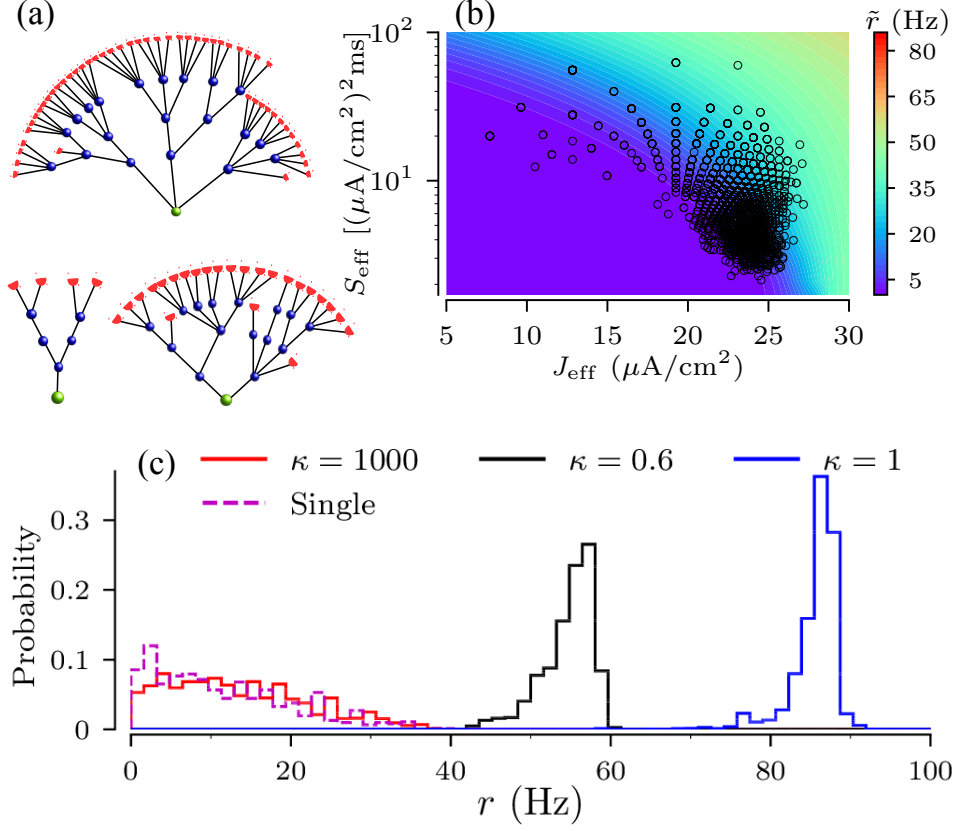 (a)
(b)
r̃ (Hz)
S_eff [(μA/cm²)² ms]
10²
10¹
80
65
50
35
20
5
5 10 15 20 25 30
J_eff (μA/cm²)
(c)
κ = 1000
κ = 0.6
κ = 1
Single
Probability
0.3
0.2
0.1
0
0 20 40 60 80 100
r (Hz)